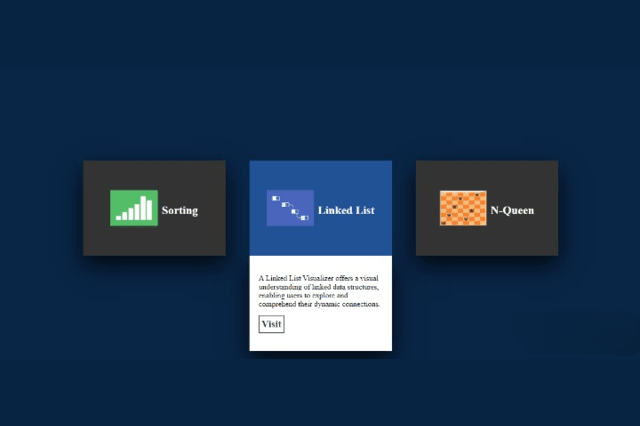 Sorting
Linked List
N-Queen
A Linked List Visualizer offers a visual
understanding of linked data structures,
enabling users to explore and
comprehend their dynamic connections.
Visit